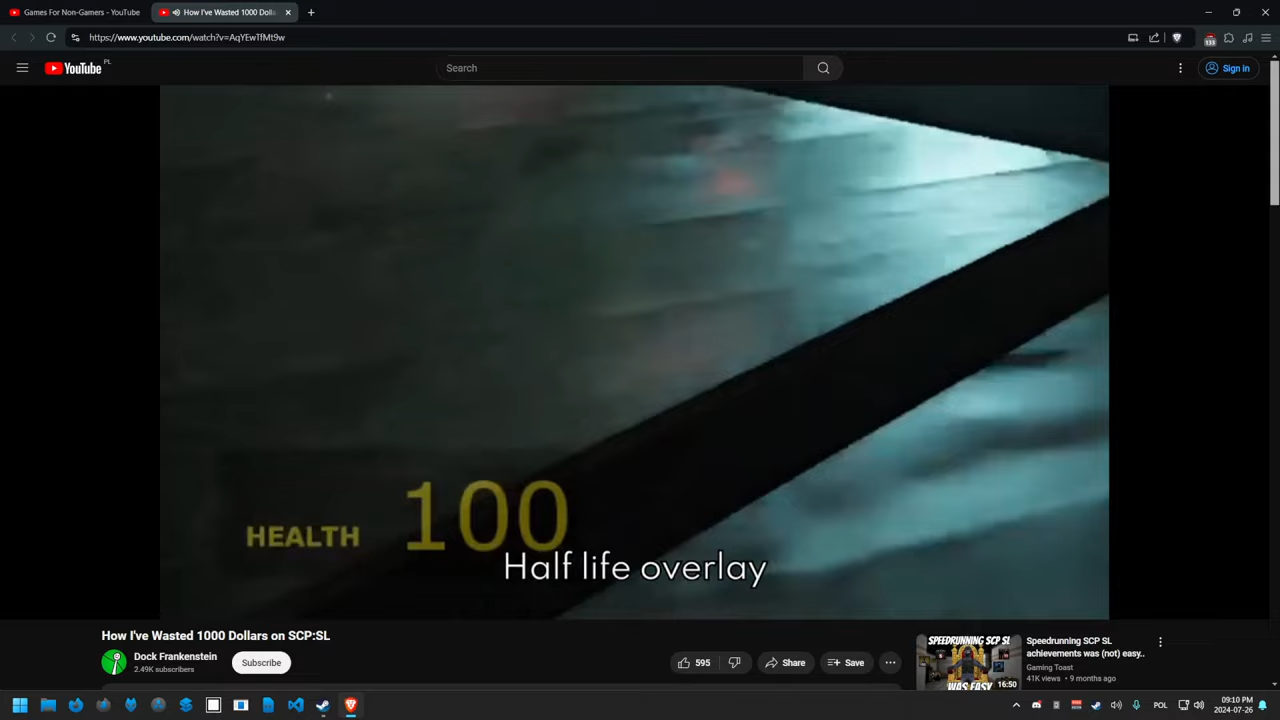 Games For Non-Gamers - YouTube
How I've Wasted 1000 Dolla
https://www.youtube.com/watch?v=AqYEwTfMt9w
133
YouTube PL
Search
Sign in
HEALTH 100
Half life overlay
How I've Wasted 1000 Dollars on SCP:SL
Dock Frankenstein
2.49K subscribers
Subscribe
595
Share
Save
SPEEDRUNNING SCP SL
WAS EASY
16:50
Speedrunning SCP SL
achievements was (not) easy...
Gaming Toast
41K views • 9 months ago
POL
09:10 PM
2024-07-26